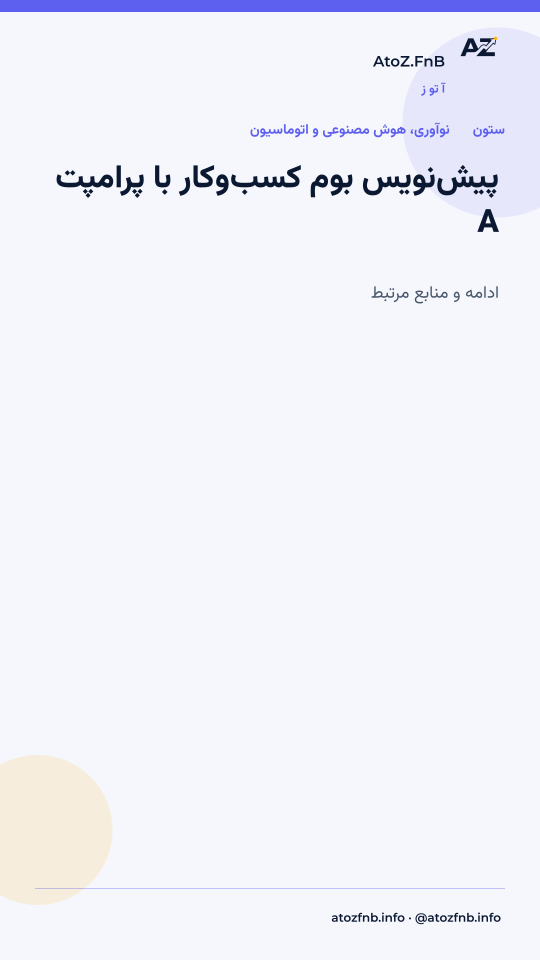 AZ
AtoZ.FnB
آ تو ز
ستون نوآوری، هوش مصنوعی و اتوماسیون
پیش‌نویس بوم کسب‌وکار با پرامپت
A
ادامه و منابع مرتبط
atozfnb.info · @atozfnb.info